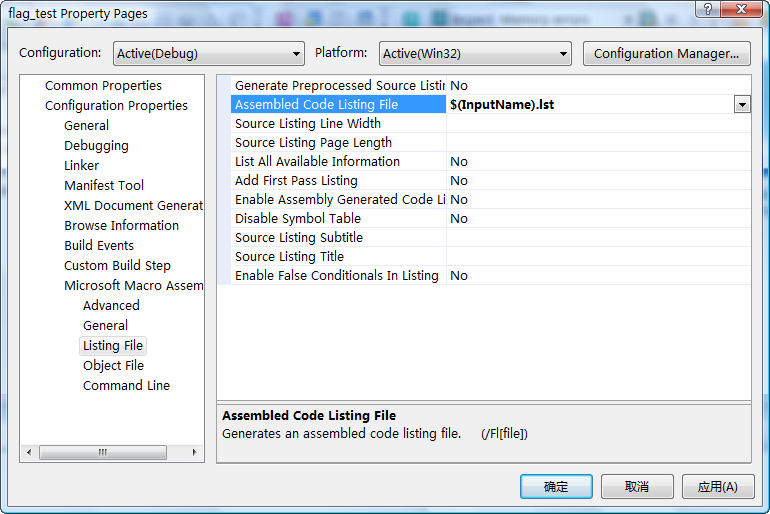 flag_test Property Pages
Configuration: Active(Debug) Platform: Active(Win32) Configuration Manager...
Common Properties
Configuration Properties
General
Debugging
Linker
Manifest Tool
XML Document Generat
Browse Information
Build Events
Custom Build Step
Microsoft Macro Assem
Advanced
General
Listing File
Object File
Command Line
Generate Preprocessed Source Listin No
Assembled Code Listing File $(InputName).lst
Source Listing Line Width
Source Listing Page Length
List All Available Information No
Add First Pass Listing No
Enable Assembly Generated Code Li No
Disable Symbol Table No
Source Listing Subtitle
Source Listing Title
Enable False Conditionals In Listing No
Assembled Code Listing File
Generates an assembled code listing file. (/Fl[file])
确定 取消 应用(A)